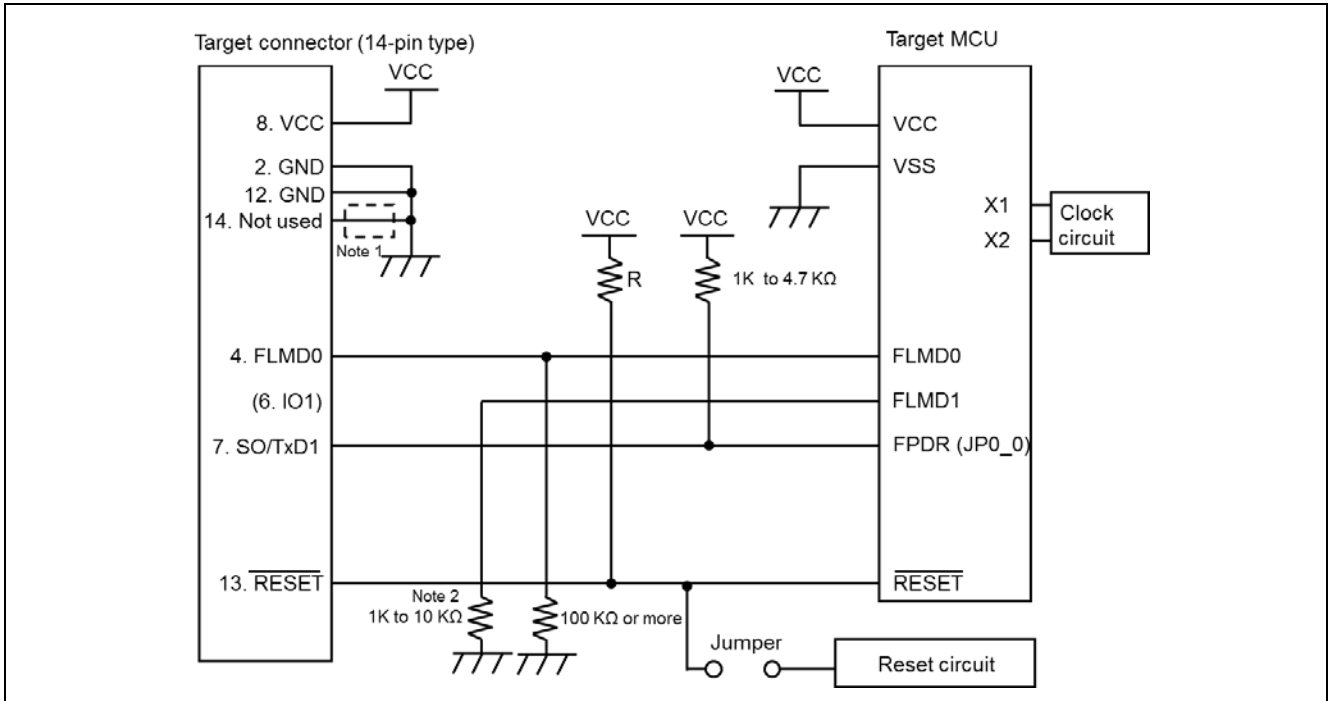 Target connector (14-pin type)
Target MCU
VCC
VCC
8. VCC
VCC
2. GND
VSS
12. GND
14. Not used
Note 1
VCC
VCC
X1
X2
Clock
circuit
R
1K to 4.7 KΩ
4. FLMD0
FLMD0
(6. IO1)
FLMD1
7. SO/TxD1
FPDR (JP0_0)
13. RESET
RESET
Note 2
1K to 10 KΩ
100 KΩ or more
Jumper
Reset circuit